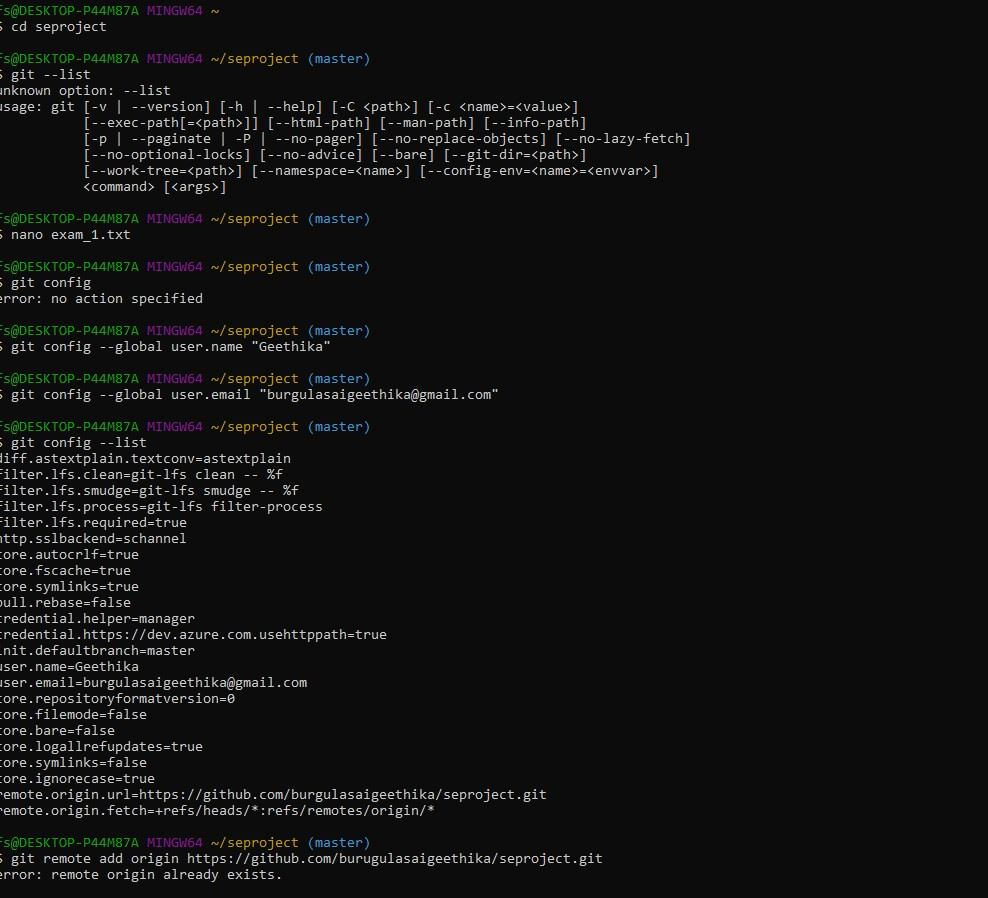 fs@DESKTOP-P44M87A MINGW64 ~
$ cd seproject
fs@DESKTOP-P44M87A MINGW64 ~/seproject (master)
$ git --list
unknown option: --list
usage: git [-v | --version] [-h | --help] [-C <path>] [-c <name>=<value>]
[--exec-path[=<path>]] [--html-path] [--man-path] [--info-path]
[-p | --paginate | -P | --no-pager] [--no-replace-objects] [--no-lazy-fetch]
[--no-optional-locks] [--no-advice] [--bare] [--git-dir=<path>]
[--work-tree=<path>] [--namespace=<name>] [--config-env=<name>=<envvar>]
<command> [<args>]
fs@DESKTOP-P44M87A MINGW64 ~/seproject (master)
$ nano exam_1.txt
fs@DESKTOP-P44M87A MINGW64 ~/seproject (master)
$ git config
error: no action specified
fs@DESKTOP-P44M87A MINGW64 ~/seproject (master)
$ git config --global user.name "Geethika"
fs@DESKTOP-P44M87A MINGW64 ~/seproject (master)
$ git config --global user.email "burgulasaigeethika@gmail.com"
fs@DESKTOP-P44M87A MINGW64 ~/seproject (master)
$ git config --list
diff.astextplain.textconv=astextplain
filter.lfs.clean=git-lfs clean -- %f
filter.lfs.smudge=git-lfs smudge -- %f
filter.lfs.process=git-lfs filter-process
filter.lfs.required=true
http.sslbackend=schannel
core.autocrlf=true
core.fscache=true
core.symlinks=true
pull.rebase=false
credential.helper=manager
credential.https://dev.azure.com.usehttppath=true
init.defaultbranch=master
user.name=Geethika
user.email=burgulasaigeethika@gmail.com
core.repositoryformatversion=0
core.filemode=false
core.bare=false
core.logallrefupdates=true
core.symlinks=false
core.ignorecase=true
remote.origin.url=https://github.com/burgulasaigeethika/seproject.git
remote.origin.fetch=+refs/heads/*:refs/remotes/origin/*
fs@DESKTOP-P44M87A MINGW64 ~/seproject (master)
$ git remote add origin https://github.com/burugulasaigeethika/seproject.git
error: remote origin already exists.